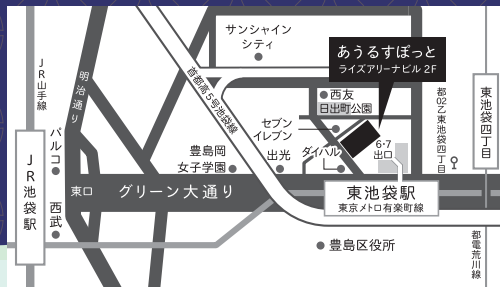 サンシャイン
シティ
あうるすぽっと
ライズアリーナビル 2F
JR山手線
明治通り
首都高5号池袋線
西友
日出町公園
都02乙東池袋四丁目
東池袋四丁目
セブン
イレブン
パルコ
豊島岡
女子学園
出光
ダイハツ
6・7
出口
JR池袋駅
東口
グリーン大通り
東池袋駅
東京メトロ有楽町線
西武
豊島区役所
都電荒川線